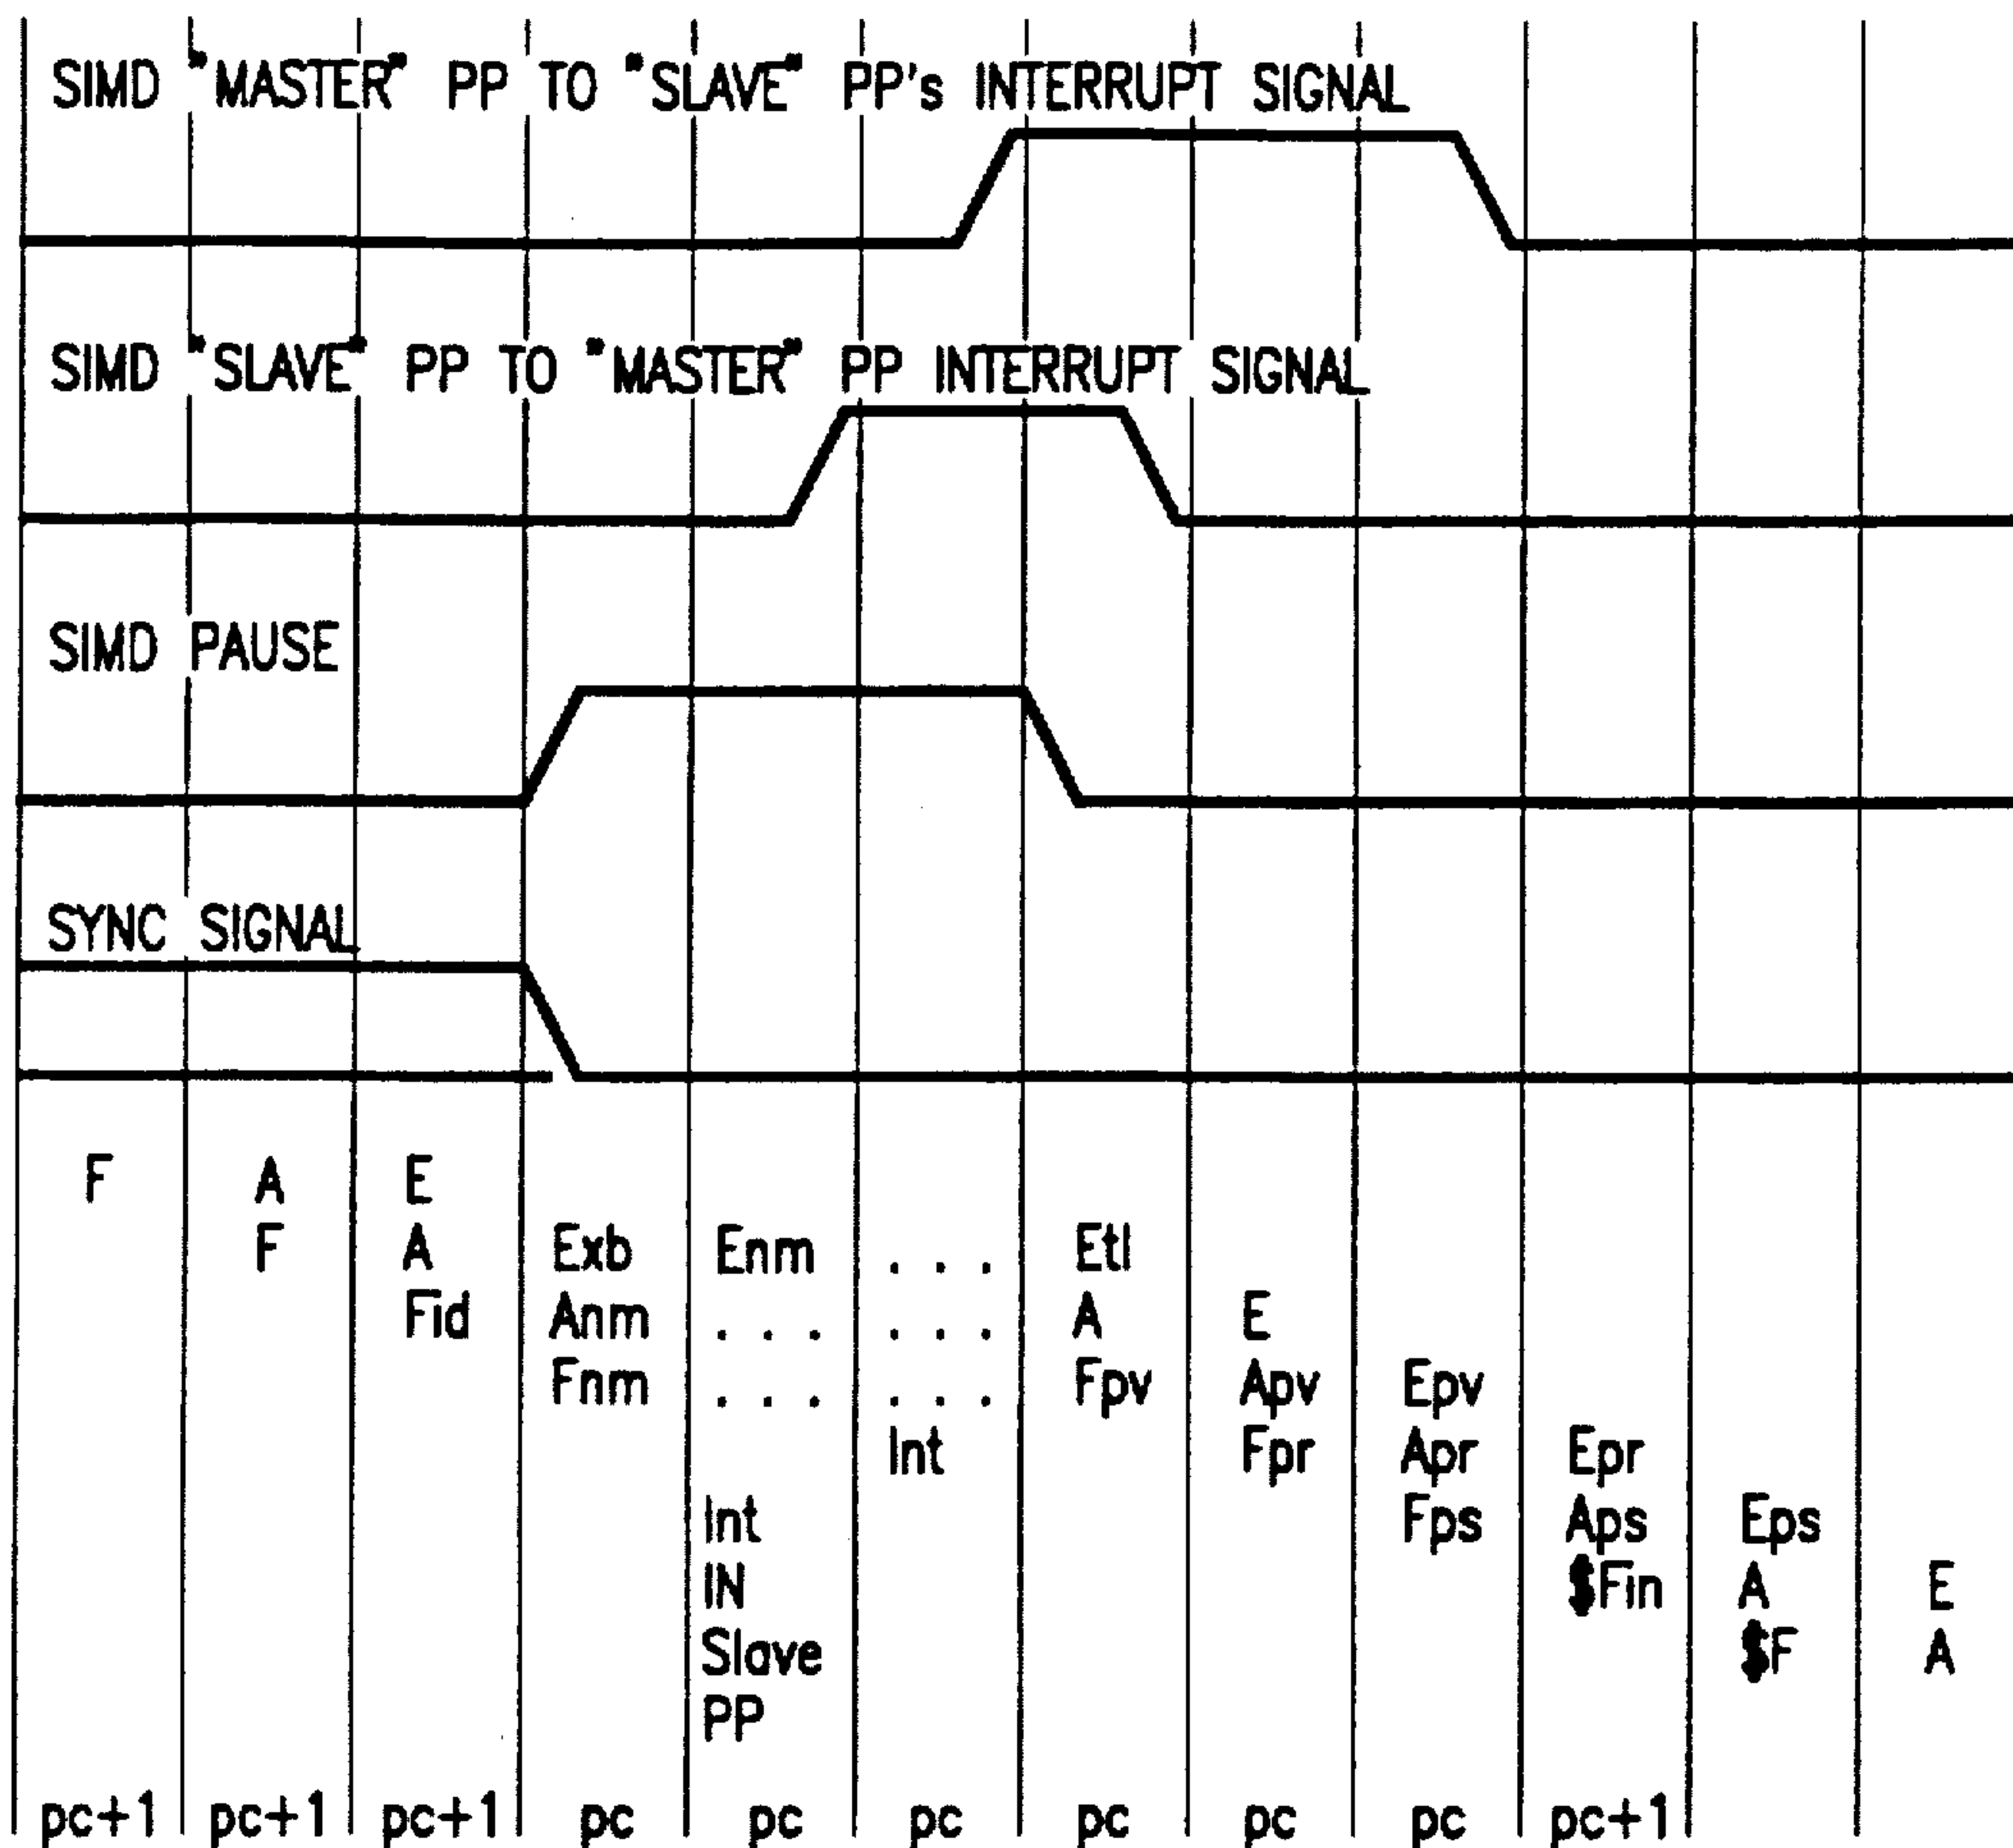 SIMD "MASTER" PP TO "SLAVE" PP's INTERRUPT SIGNAL
SIMD "SLAVE" PP TO "MASTER" PP INTERRUPT SIGNAL
SIMD PAUSE
SYNC SIGNAL
F A E
F A Exb Enm . . . Etl
Fid Anm . . . . . . A E
Fnm . . . . . . Fpv Apv Epv
Int Fpr Apr Epr
Int Fps Aps Eps
IN $Fin A E
Slave $F A
PP
pc+1 pc+1 pc+1 pc pc pc pc pc pc pc+1